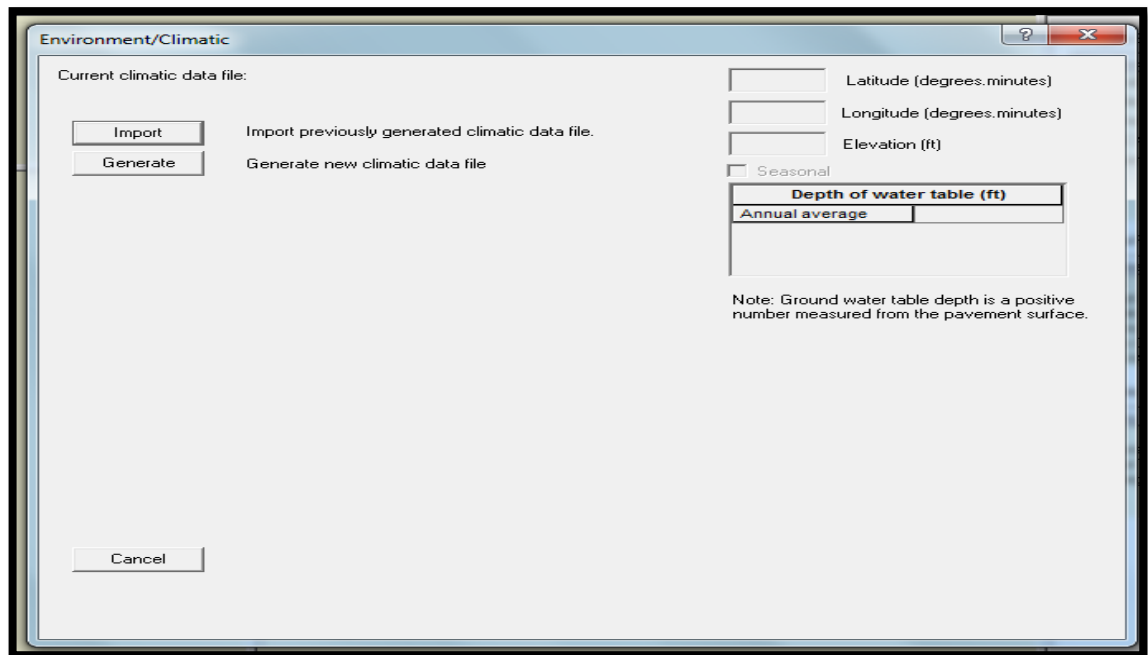 Environment/Climatic
Current climatic data file:
Import
Import previously generated climatic data file.
Generate
Generate new climatic data file
Latitude (degrees.minutes)
Longitude (degrees.minutes)
Elevation (ft)
Seasonal
Depth of water table (ft)
Annual average
Note: Ground water table depth is a positive
number measured from the pavement surface.
Cancel